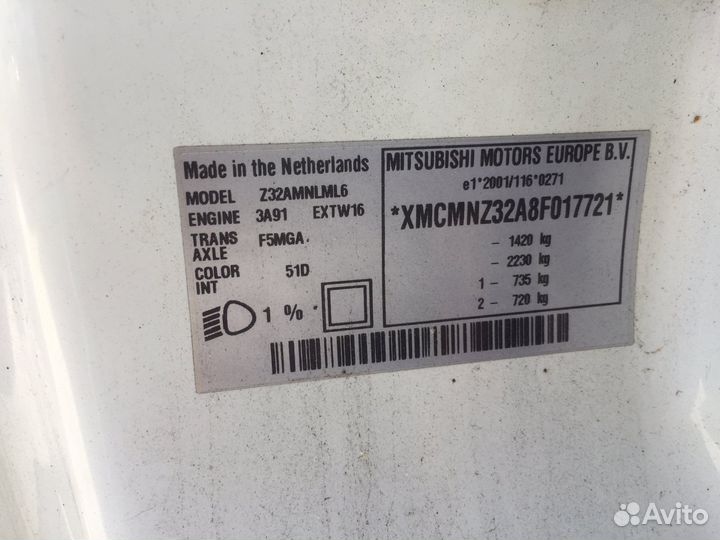 Made in the Netherlands
MODEL Z32AMNLML6
ENGINE 3A91 EXTW16
TRANS AXLE F5MGA
COLOR INT 51D
1 %
MITSUBISHI MOTORS EUROPE B.V.
e1*2001/116*0271
*XMCMNZ32A8F017721*
– 1420 kg
– 2230 kg
1 – 735 kg
2 – 720 kg
Avito